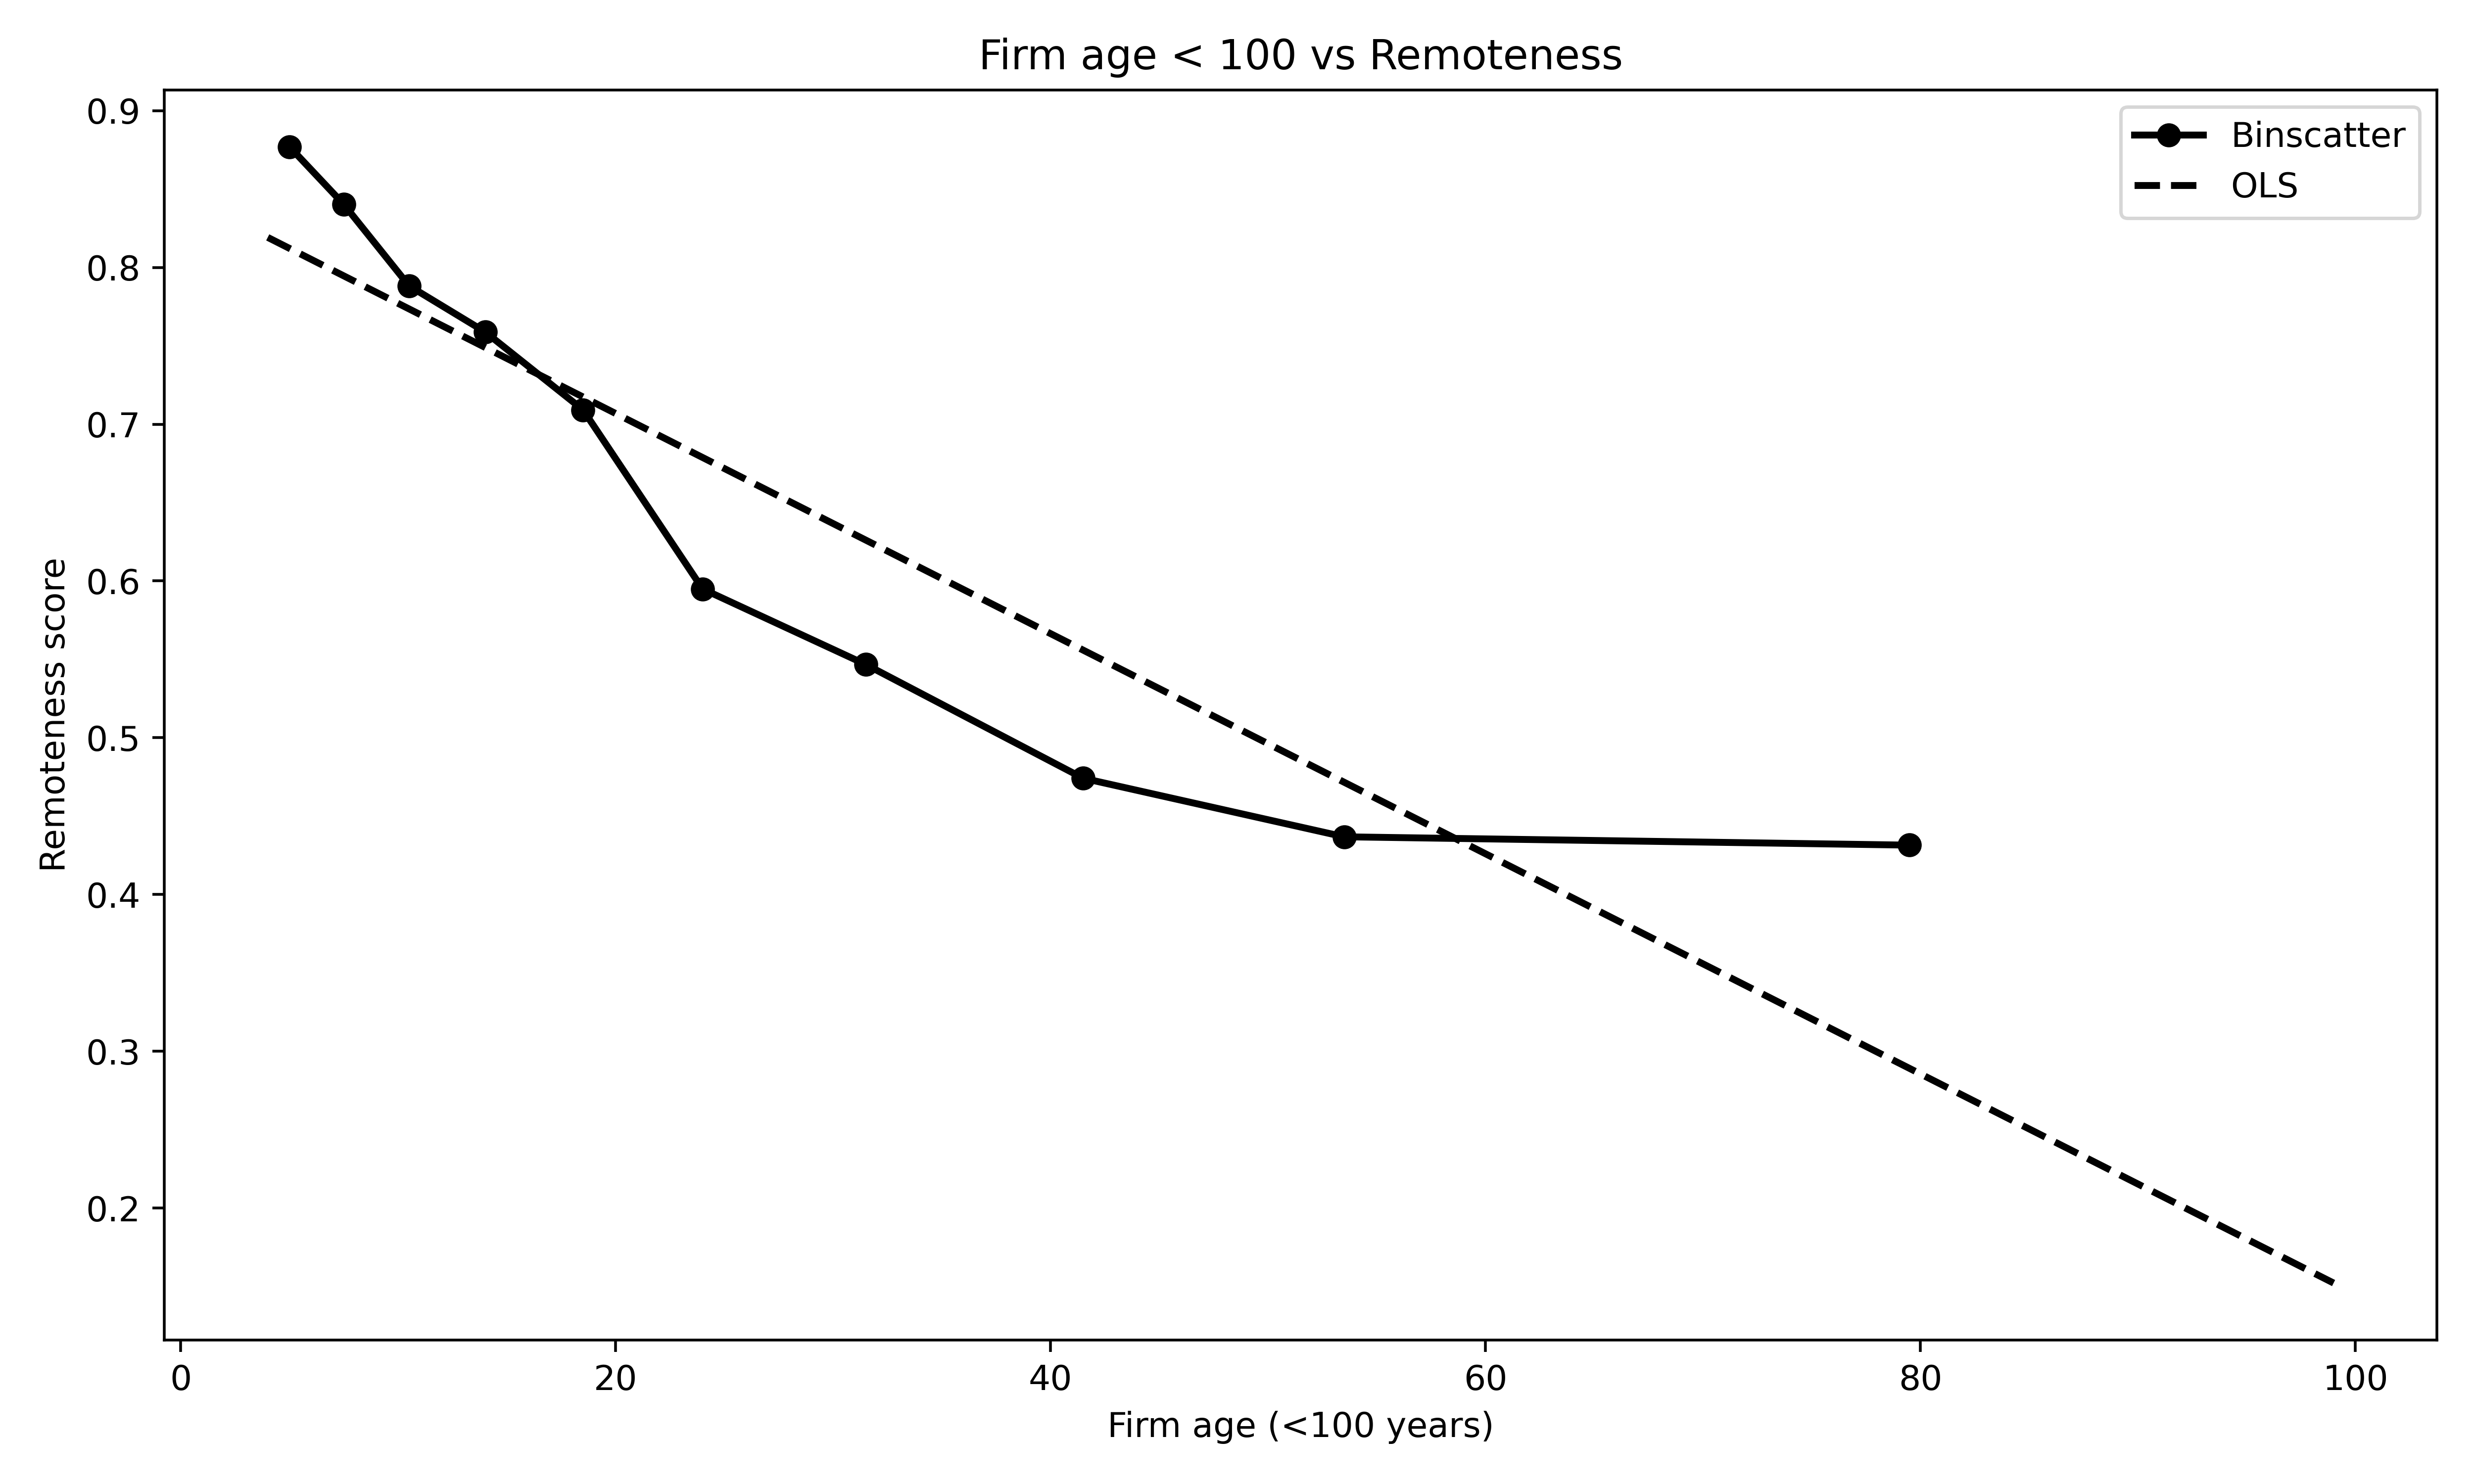 Firm age < 100 vs Remoteness
Binscatter
OLS
Remoteness score
0.9
0.8
0.7
0.6
0.5
0.4
0.3
0.2
0
20
40
60
80
100
Firm age (<100 years)